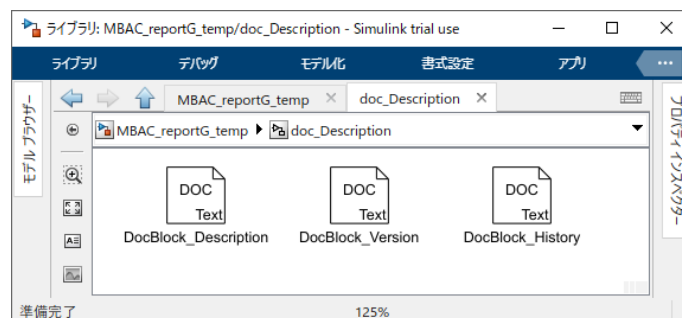 ライブラリ: MBAC_reportG_temp/doc_Description - Simulink trial use
ライブラリ デバッグ モデル化 書式設定 アプリ
モデル ブラウザー
MBAC_reportG_temp × doc_Description ×
プロパティ インスペクター
MBAC_reportG_temp doc_Description
DOC DOC DOC
Text Text Text
DocBlock_Description DocBlock_Version DocBlock_History
準備完了 125%